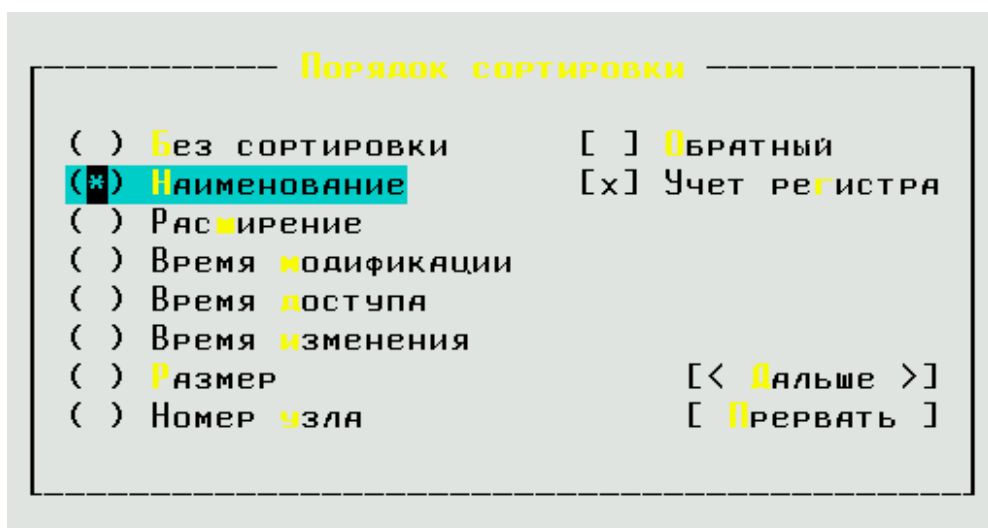 Порядок сортировки
( ) Без сортировки [ ] Обратный
(*) Наименование [x] Учет регистра
( ) Расширение
( ) Время модификации
( ) Время доступа
( ) Время изменения
( ) Размер [< Дальше >]
( ) Номер узла [ Прервать ]